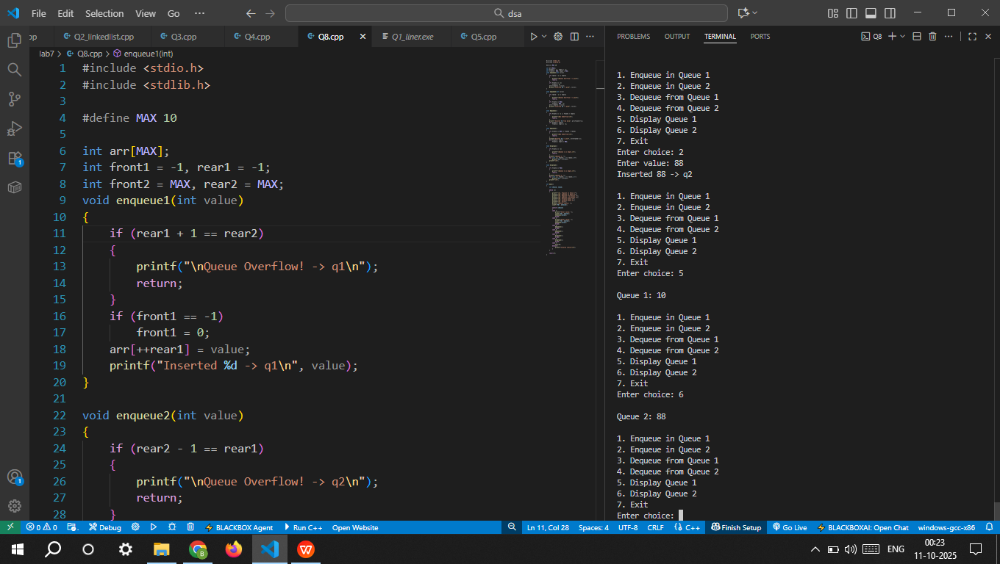 File Edit Selection View Go ··· dsa
pp Q2_linkedlist.cpp Q3.cpp Q4.cpp Q8.cpp Q1_liner.exe Q5.cpp
lab7 > Q8.cpp > enqueue1(int)
1 #include <stdio.h>
2 #include <stdlib.h>
3
4 #define MAX 10
5
6 int arr[MAX];
7 int front1 = -1, rear1 = -1;
8 int front2 = MAX, rear2 = MAX;
9 void enqueue1(int value)
10 {
11 if (rear1 + 1 == rear2)
12 {
13 printf("\nQueue Overflow! -> q1\n");
14 return;
15 }
16 if (front1 == -1)
17 front1 = 0;
18 arr[++rear1] = value;
19 printf("Inserted %d -> q1\n", value);
20 }
21
22 void enqueue2(int value)
23 {
24 if (rear2 - 1 == rear1)
25 {
26 printf("\nQueue Overflow! -> q2\n");
27 return;
28 }
PROBLEMS OUTPUT TERMINAL PORTS Q8
1. Enqueue in Queue 1
2. Enqueue in Queue 2
3. Dequeue from Queue 1
4. Dequeue from Queue 2
5. Display Queue 1
6. Display Queue 2
7. Exit
Enter choice: 2
Enter value: 88
Inserted 88 -> q2
1. Enqueue in Queue 1
2. Enqueue in Queue 2
3. Dequeue from Queue 1
4. Dequeue from Queue 2
5. Display Queue 1
6. Display Queue 2
7. Exit
Enter choice: 5
Queue 1: 10
1. Enqueue in Queue 1
2. Enqueue in Queue 2
3. Dequeue from Queue 1
4. Dequeue from Queue 2
5. Display Queue 1
6. Display Queue 2
7. Exit
Enter choice: 6
Queue 2: 88
1. Enqueue in Queue 1
2. Enqueue in Queue 2
3. Dequeue from Queue 1
4. Dequeue from Queue 2
5. Display Queue 1
6. Display Queue 2
7. Exit
Enter choice:
0 0 Debug BLACKBOX Agent Run C++ Open Website Ln 11, Col 28 Spaces: 4 UTF-8 CRLF C++ Finish Setup Go Live BLACKBOXAI: Open Chat windows-gcc-x86
ENG 00:23
11-10-2025